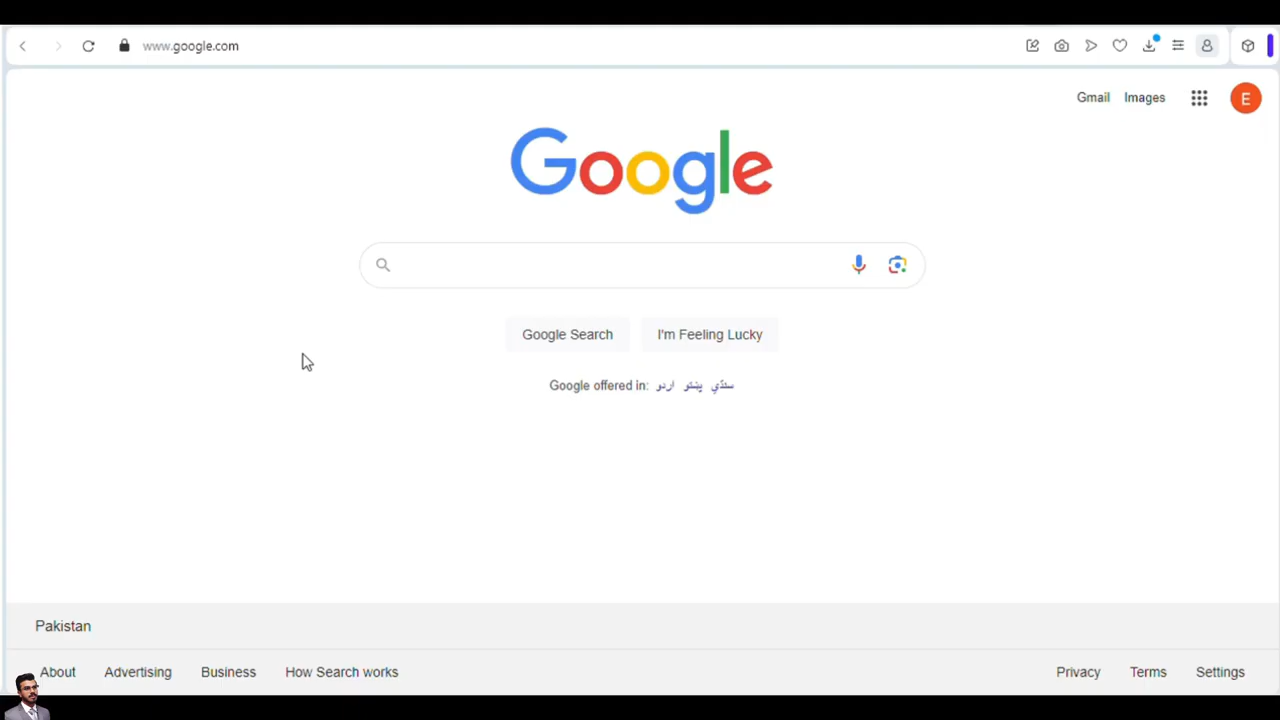 www.google.com
Gmail Images
E
Google
Google Search I'm Feeling Lucky
Google offered in: اردو پښتو سنڌي
Pakistan
About Advertising Business How Search works
Privacy Terms Settings